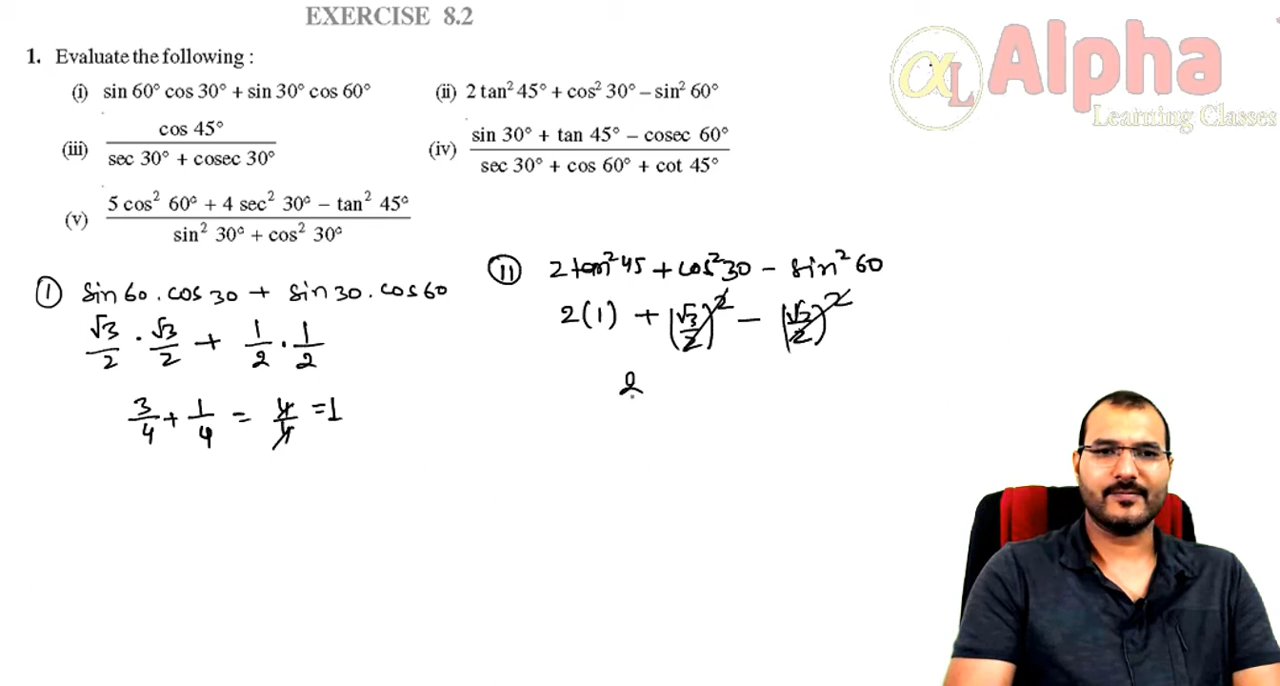 EXERCISE 8.2
αL Alpha
Learning Classes
1. Evaluate the following :
(i) sin 60° cos 30° + sin 30° cos 60°
(ii) 2 tan² 45° + cos² 30° – sin² 60°
(iii) cos 45° / sec 30° + cosec 30°
(iv) sin 30° + tan 45° – cosec 60° / sec 30° + cos 60° + cot 45°
(v) 5 cos² 60° + 4 sec² 30° – tan² 45° / sin² 30° + cos² 30°
① sin 60 . cos 30 + sin 30 . cos 60
√3/2 . √3/2 + 1/2 . 1/2
3/4 + 1/4 = 4/4 = 1
⑪ 2 tan² 45 + cos² 30 – sin² 60
2(1) + (√3/2)² – (√3/2)²
2